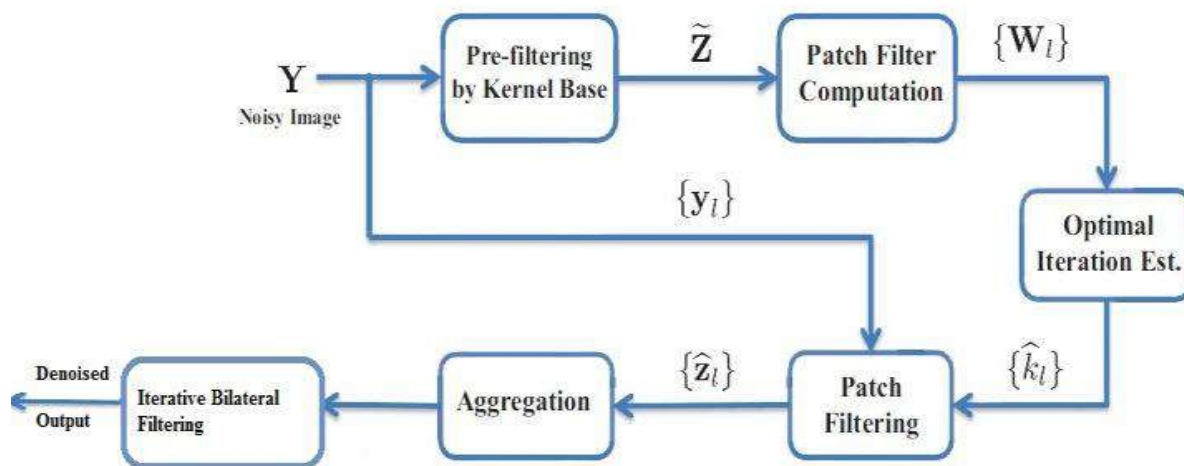 Y
Noisy Image
Pre-filtering
by Kernel Base
Z̃
Patch Filter
Computation
{W_l}
{y_l}
Optimal
Iteration Est.
{k̂_l}
Patch
Filtering
{ẑ_l}
Aggregation
Iterative Bilateral
Filtering
Denoised
Output